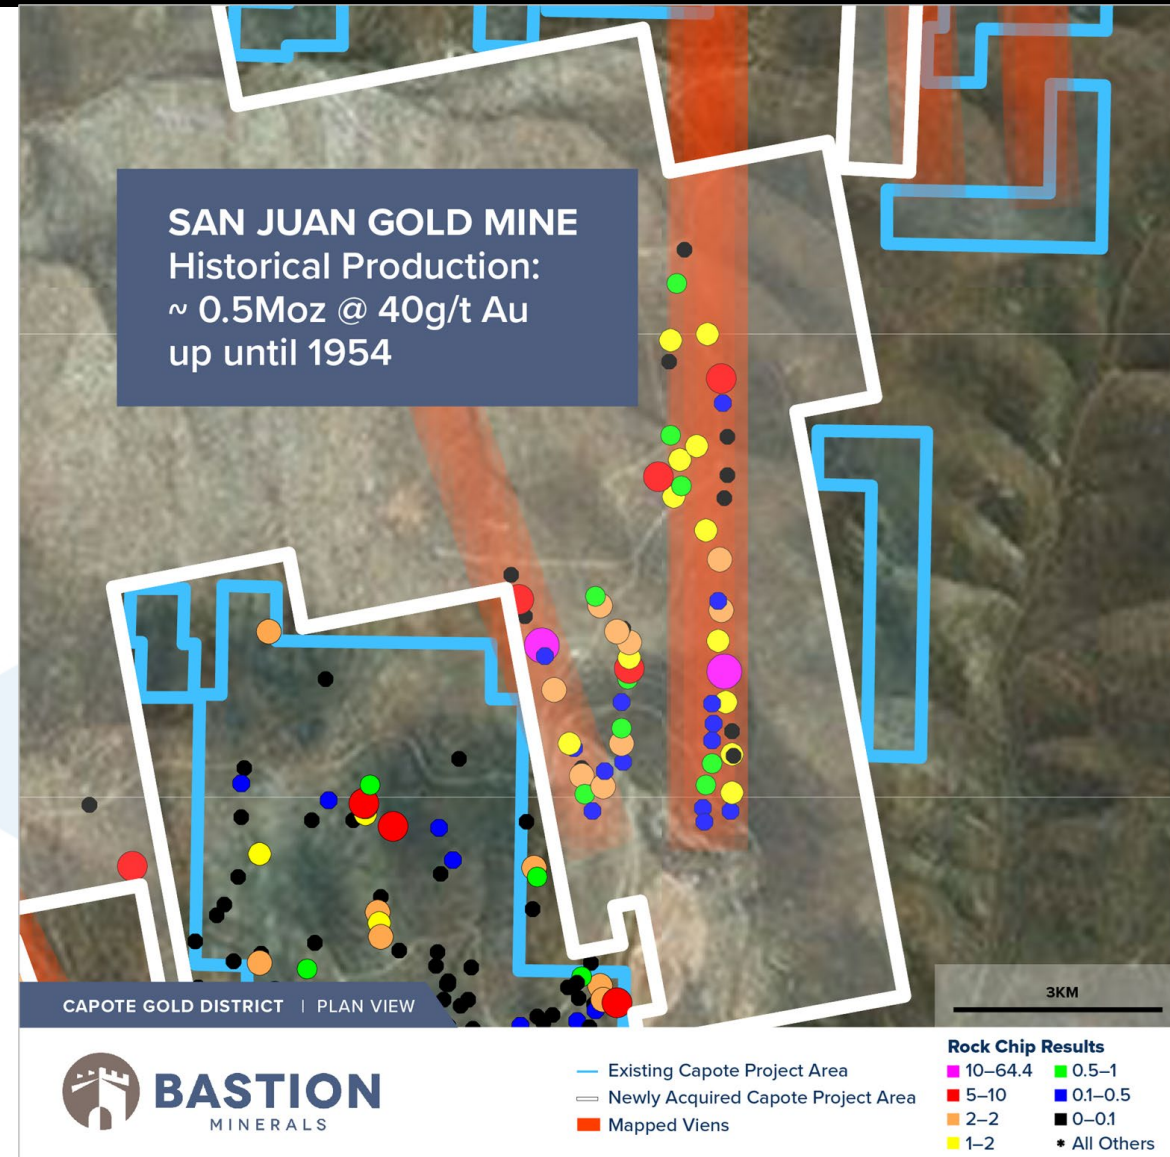 SAN JUAN GOLD MINE
Historical Production:
~ 0.5Moz @ 40g/t Au
up until 1954
3KM
CAPOTE GOLD DISTRICT | PLAN VIEW
BASTION
MINERALS
Existing Capote Project Area
Newly Acquired Capote Project Area
Mapped Viens
Rock Chip Results
10–64.4
5–10
2–2
1–2
0.5–1
0.1–0.5
0–0.1
* All Others